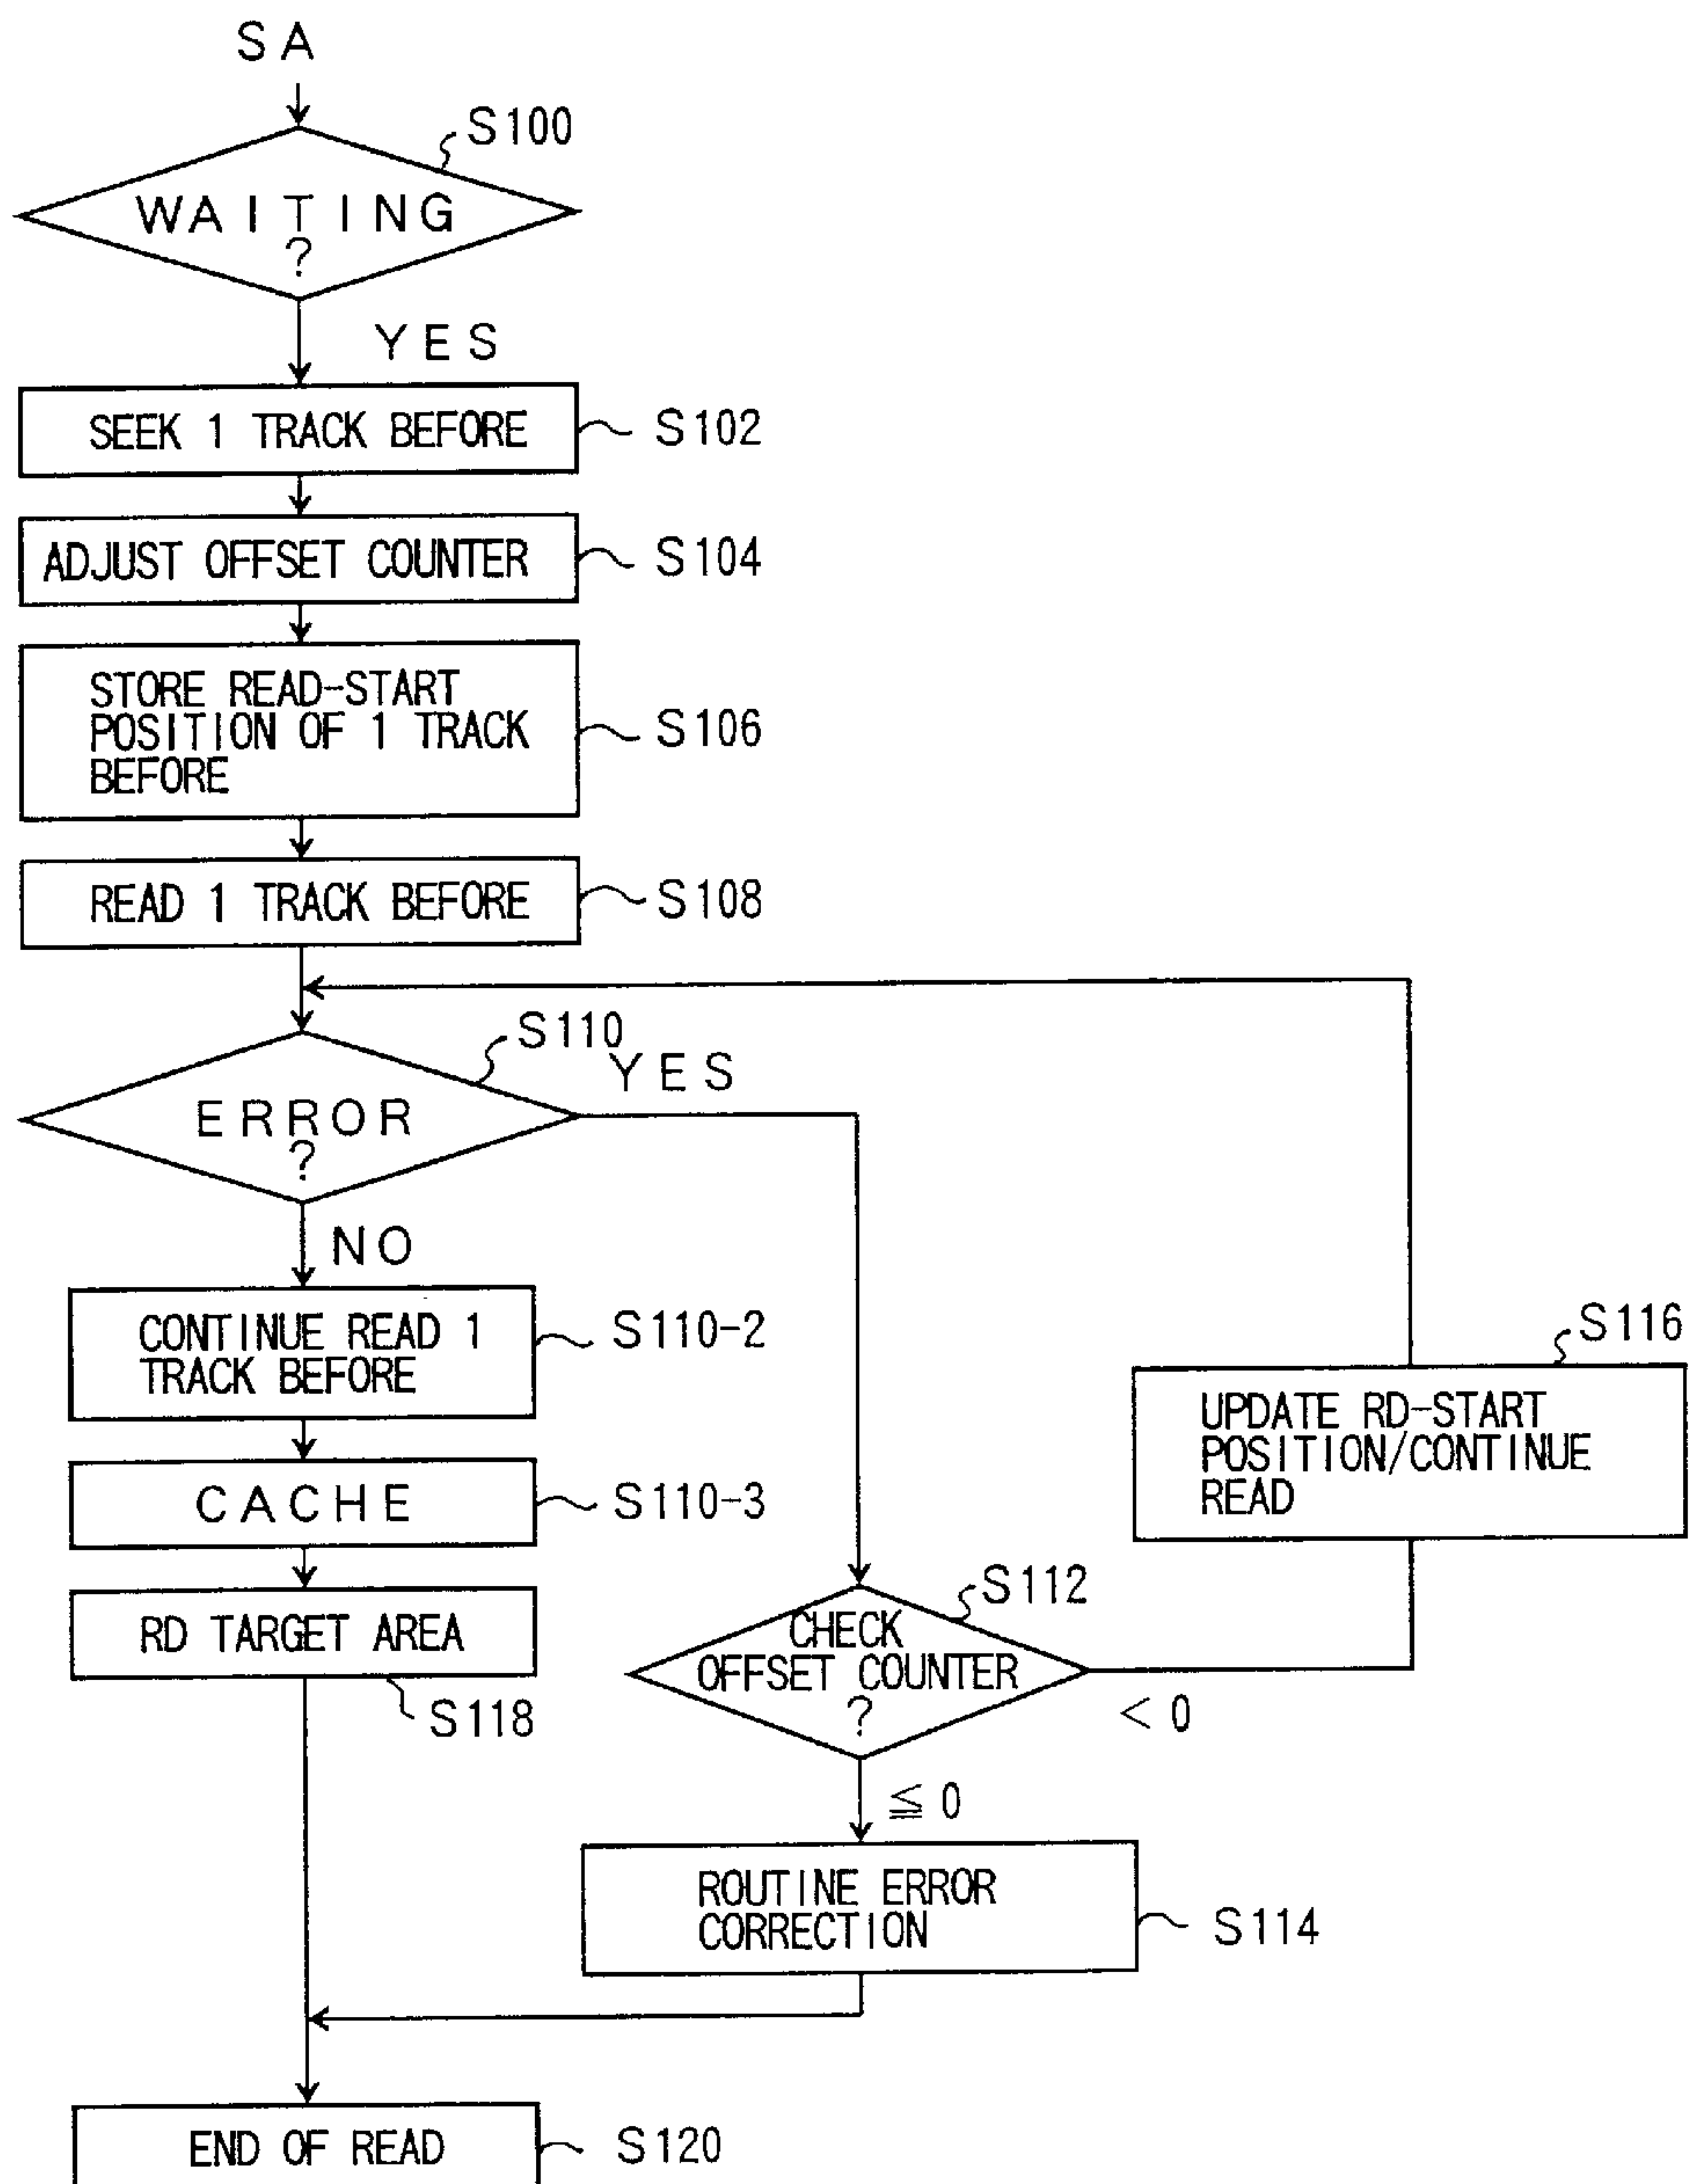 SA
S100
WAITING
?
YES
SEEK 1 TRACK BEFORE
S102
ADJUST OFFSET COUNTER
S104
STORE READ-START
POSITION OF 1 TRACK
BEFORE
S106
READ 1 TRACK BEFORE
S108
S110
YES
ERROR
?
NO
CONTINUE READ 1
TRACK BEFORE
S110-2
S116
UPDATE RD-START
POSITION/CONTINUE
READ
CACHE
S110-3
RD TARGET AREA
S118
S112
CHECK
OFFSET COUNTER
?
< 0
≦ 0
ROUTINE ERROR
CORRECTION
S114
END OF READ
S120